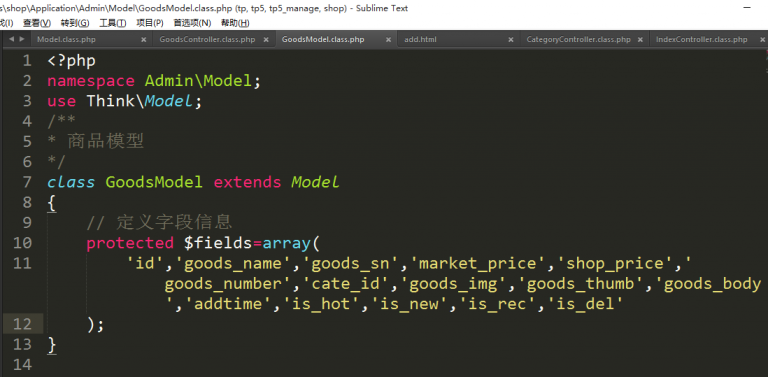 s\shop\Application\Admin\Model\GoodsModel.class.php (tp, tp5, tp5_manage, shop) - Sublime Text
(I) 查看(V) 转到(G) 工具(T) 项目(P) 首选项(N) 帮助(H)
Model.class.php GoodsController.class.php GoodsModel.class.php add.html CategoryController.class.php IndexController.class.php
1 <?php
2 namespace Admin\Model;
3 use Think\Model;
4 /**
5 * 商品模型
6 */
7 class GoodsModel extends Model
8 {
9 // 定义字段信息
10 protected $fields=array(
11 'id','goods_name','goods_sn','market_price','shop_price','
goods_number','cate_id','goods_img','goods_thumb','goods_body
','addtime','is_hot','is_new','is_rec','is_del'
12 );
13 }
14